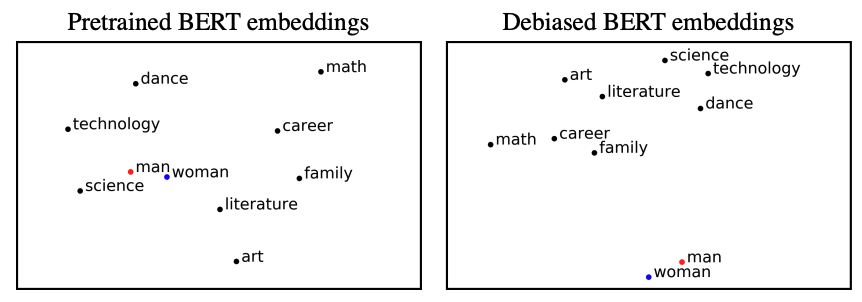 Pretrained BERT embeddings
dance
math
technology
career
man
woman
family
science
literature
art
Debiased BERT embeddings
science
technology
art
literature
dance
career
math
family
man
woman